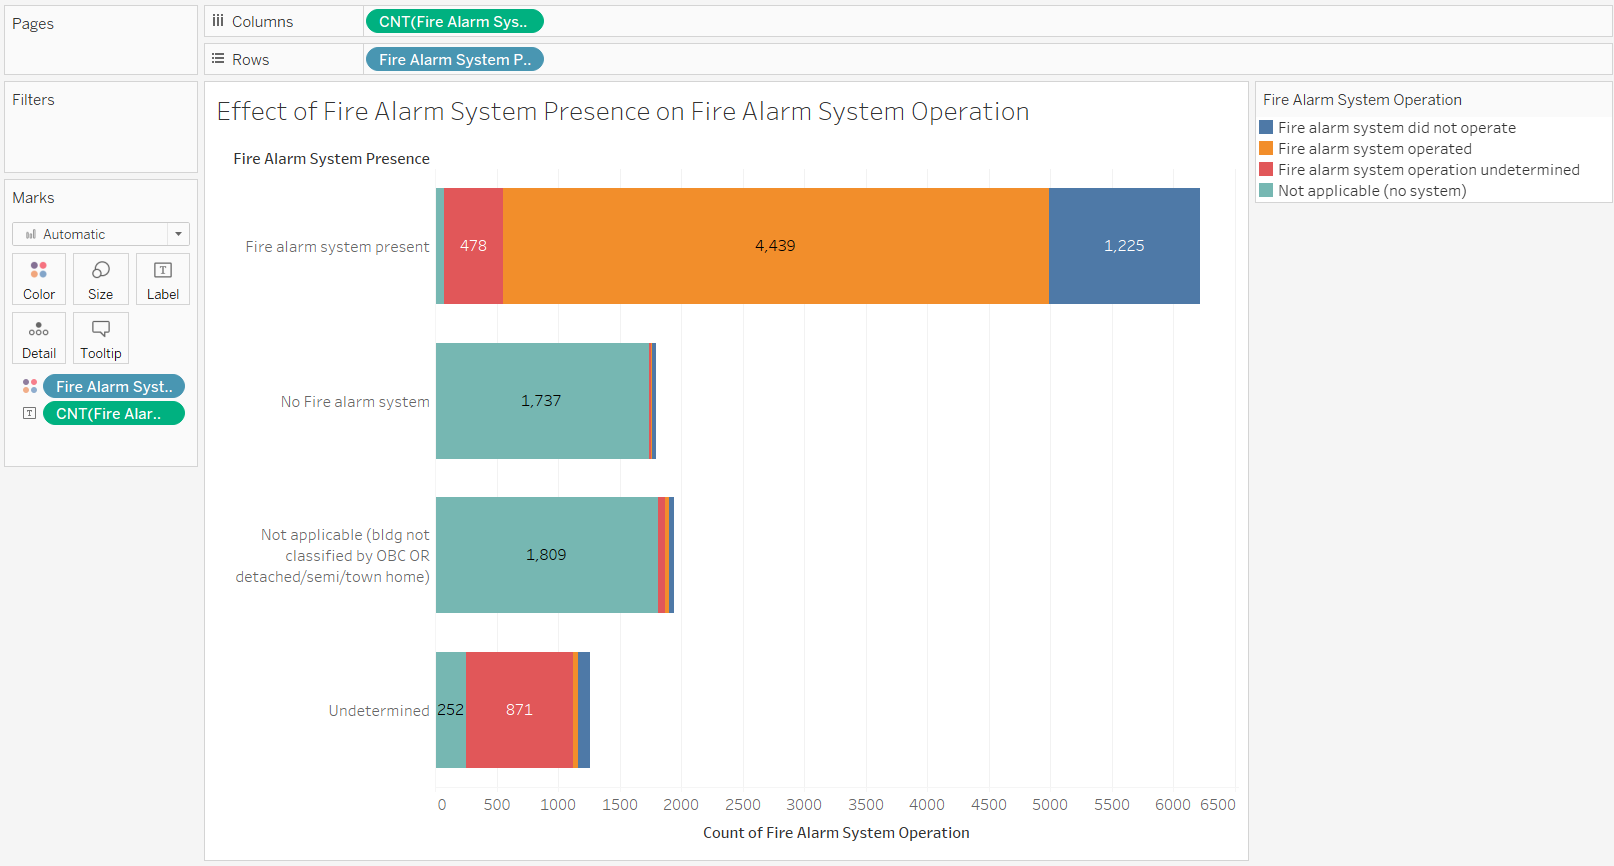 Pages
Columns
CNT(Fire Alarm Sys..
Rows
Fire Alarm System P..
Filters
Marks
Automatic
Color
Size
Label
Detail
Tooltip
Fire Alarm Syst..
CNT(Fire Alar..
Effect of Fire Alarm System Presence on Fire Alarm System Operation
Fire Alarm System Presence
Fire alarm system present
478
4,439
1,225
No Fire alarm system
1,737
Not applicable (bldg not
classified by OBC OR
detached/semi/town home)
1,809
Undetermined
252
871
0 500 1000 1500 2000 2500 3000 3500 4000 4500 5000 5500 6000 6500
Count of Fire Alarm System Operation
Fire Alarm System Operation
Fire alarm system did not operate
Fire alarm system operated
Fire alarm system operation undetermined
Not applicable (no system)